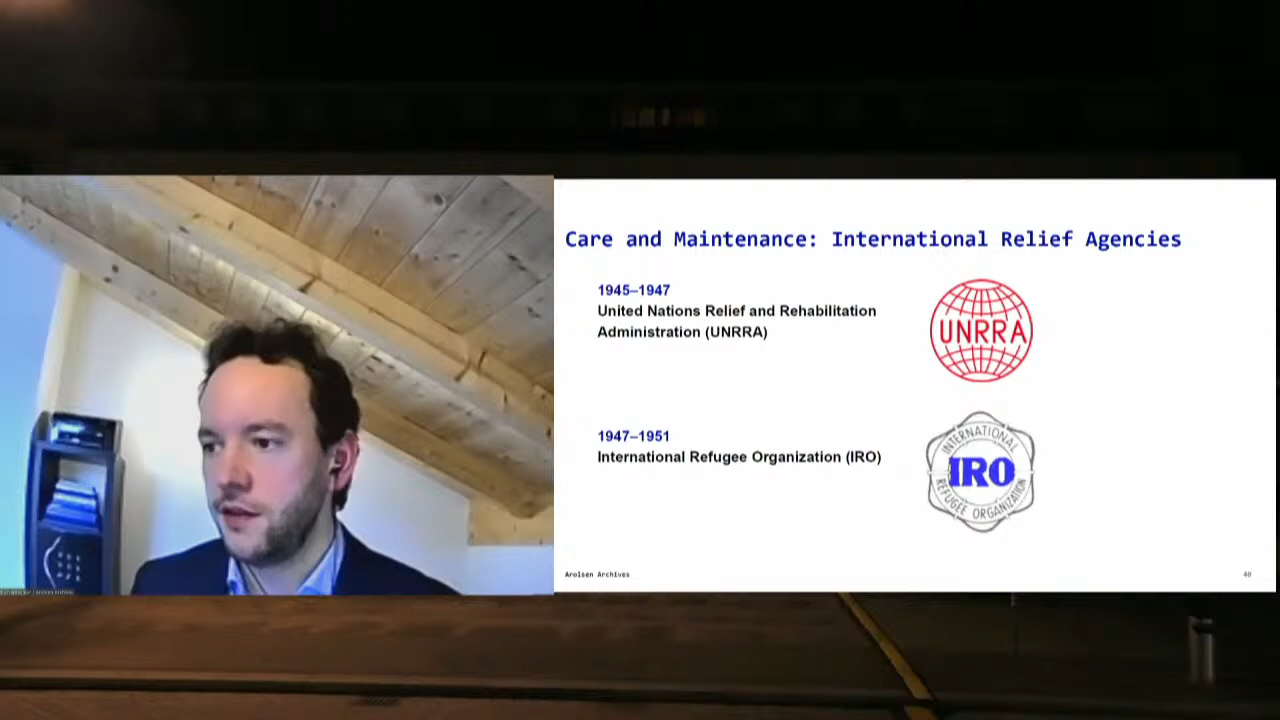 Care and Maintenance: International Relief Agencies
1945–1947
United Nations Relief and Rehabilitation
Administration (UNRRA)
UNRRA
1947–1951
International Refugee Organization (IRO)
INTERNATIONAL
IRO
REFUGEE ORGANIZATION
Arolsen Archives
40